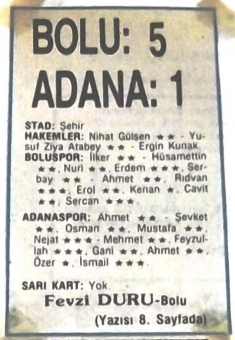 BOLU: 5
ADANA: 1
STAD: Şehir
HAKEMLER: Nihat Gülşen ★★ - Yu-
suf Ziya Atabey ★★ - Ergin Kunak.
BOLUSPOR: İlker ★★ - Hüsamettin
★★, Nuri ★★, Erdem ★★★, Ser-
bay ★★ - Ahmet ★★, Rıdvan
★★★, Erol ★★, Kenan ★, Cavit
★★, Sercan ★★★.
ADANASPOR: Ahmet ★★ - Şevket
★★, Osman ★★, Mustafa ★★,
Nejat ★★★ - Mehmet ★★, Feyzul-
lah ★★★, Gani ★★, Ahmet ★★,
Özer ★, İsmail ★★★.
SARI KART: Yok.
Fevzi DURU-Bolu
(Yazısı 8. Sayfada)